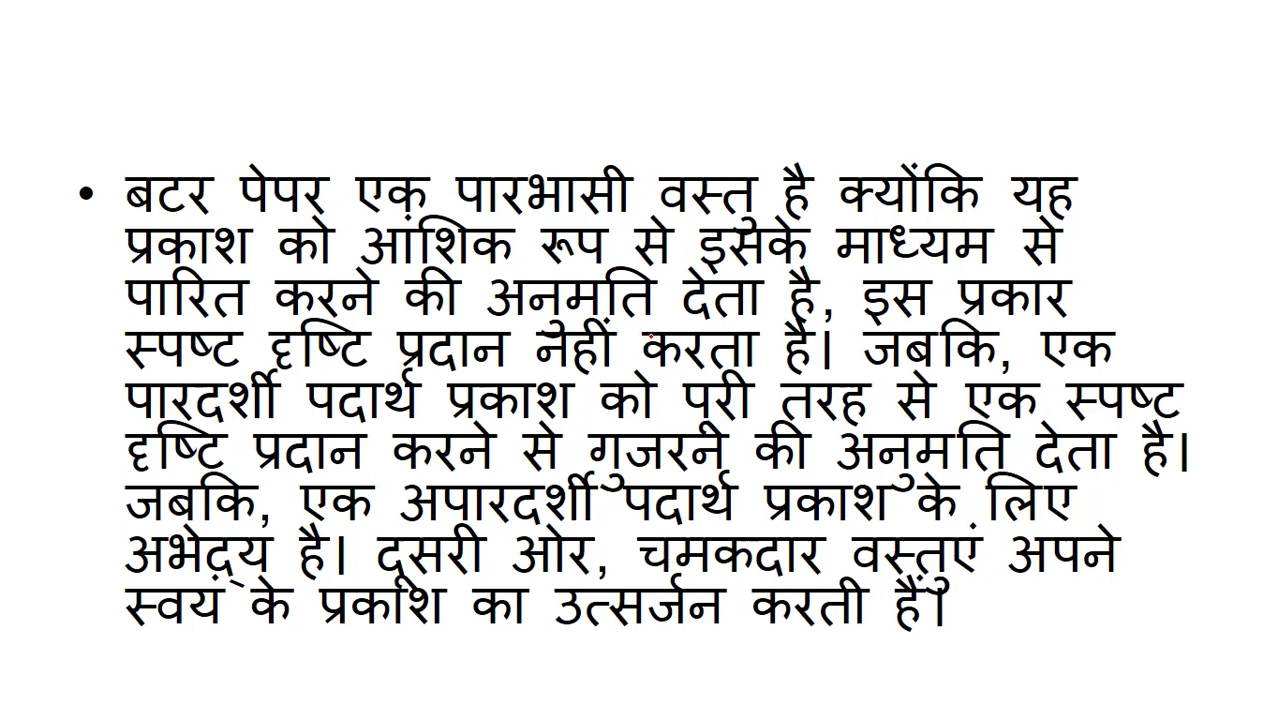 • बटर पेपर एक पारभासी वस्तु है क्योंकि यह
प्रकाश को आंशिक रूप से इसके माध्यम से
पारित करने की अनुमति देता है, इस प्रकार
स्पष्ट दृष्टि प्रदान नहीं करता है। जबकि, एक
पारदर्शी पदार्थ प्रकाश को पूरी तरह से एक स्पष्ट
दृष्टि प्रदान करने से गुजरने की अनुमति देता है।
जबकि, एक अपारदर्शी पदार्थ प्रकाश के लिए
अभेद्य है। दूसरी ओर, चमकदार वस्तुएं अपने
स्वयं के प्रकाश का उत्सर्जन करती हैं।